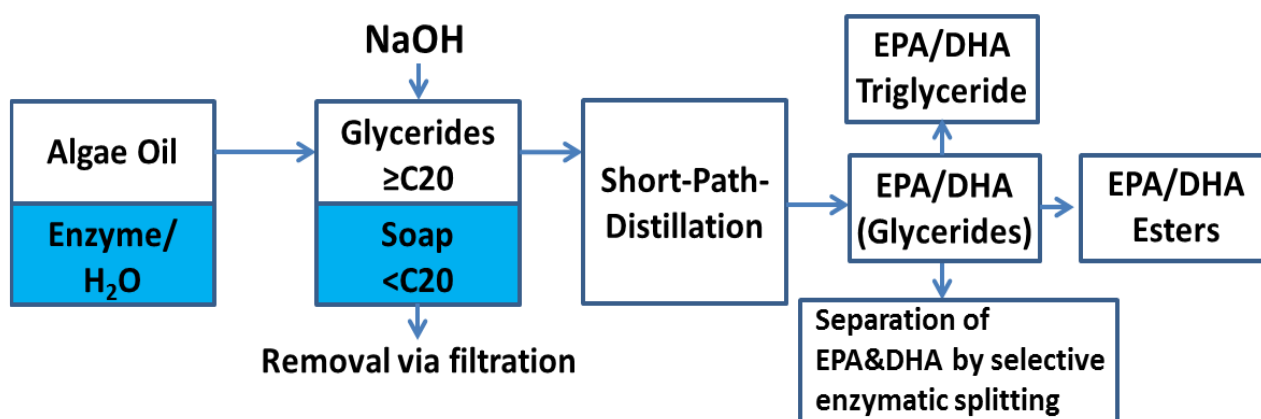 NaOH
Algae Oil
Enzyme/
H₂O
Glycerides
≥C20
Soap
<C20
Removal via filtration
Short-Path-
Distillation
EPA/DHA
Triglyceride
EPA/DHA
(Glycerides)
EPA/DHA
Esters
Separation of
EPA&DHA by selective
enzymatic splitting